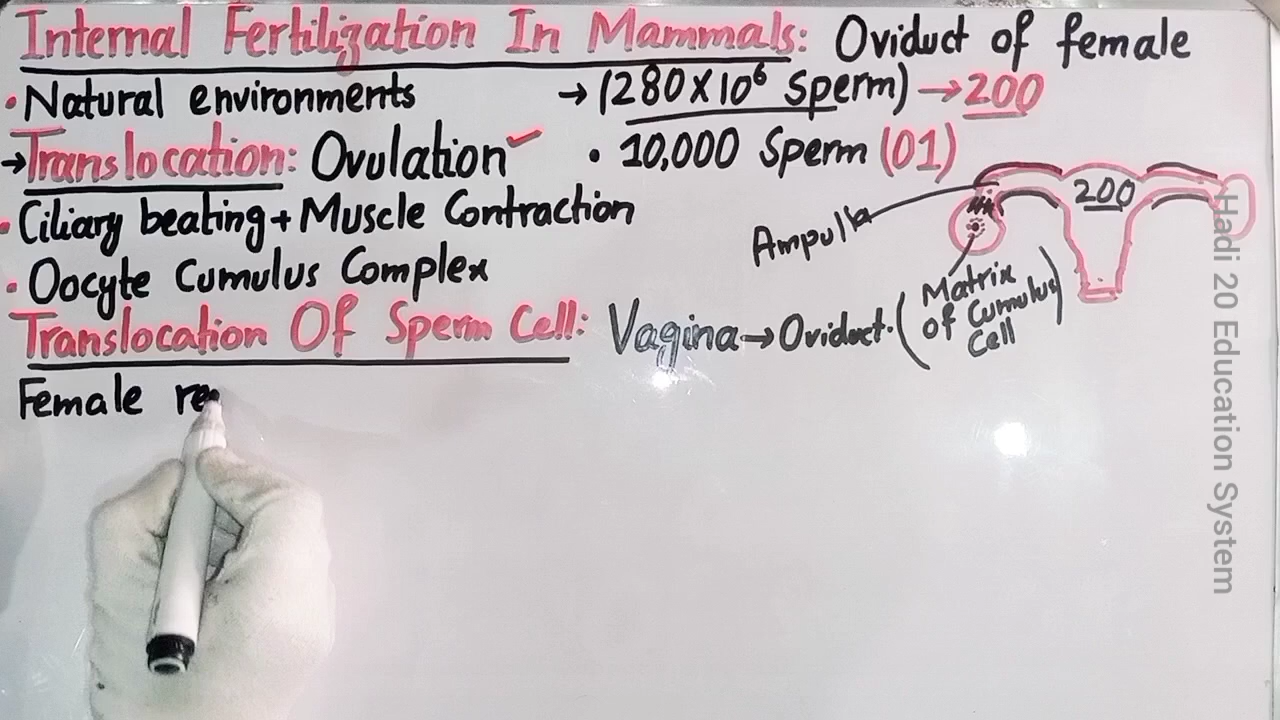 Internal Fertilization In Mammals: Oviduct of female
• Natural environments → (280×10⁶ Sperm) → 200
→ Translocation: Ovulation ✓ • 10,000 Sperm (01)
• Ciliary beating + Muscle Contraction
• Oocyte Cumulus Complex
200
Ampulla
Matrix
of Cumulus
Cell
Translocation Of Sperm Cell: Vagina → Oviduct.
Female re
Hadi 20 Education System